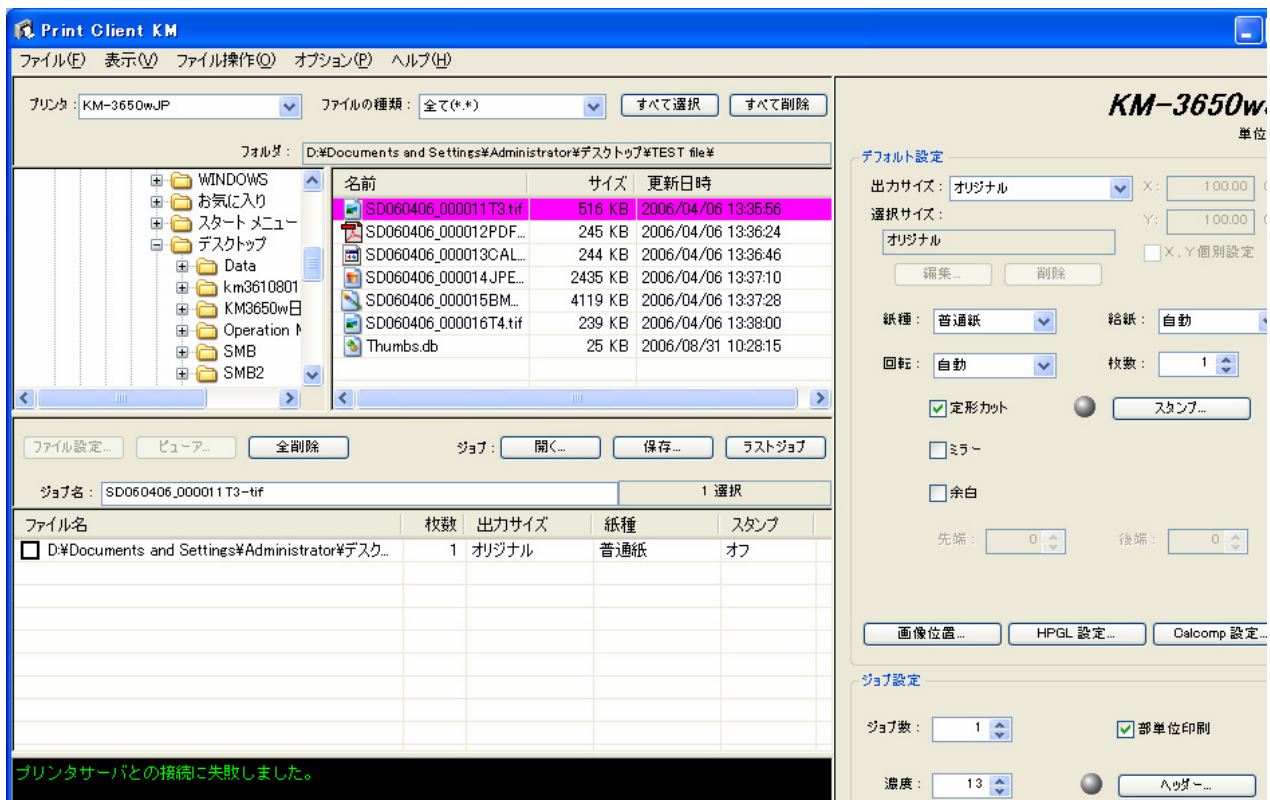 Print Client KM
ファイル(F) 表示(V) ファイル操作(O) オプション(P) ヘルプ(H)
プリンタ : KM-3650wJP ファイルの種類 : 全て(*.*) すべて選択 すべて削除
フォルダ : D:¥Documents and Settings¥Administrator¥デスクトップ¥TEST file¥
WINDOWS
お気に入り
スタート メニュー
デスクトップ
Data
km3610801
KM3650w日
Operation
SMB
SMB2
名前 サイズ 更新日時
SD060406_000011T3.tif 516 KB 2006/04/06 13:35:56
SD060406_000012PDF... 245 KB 2006/04/06 13:36:24
SD060406_000013CAL... 244 KB 2006/04/06 13:36:46
SD060406_000014JPE... 2435 KB 2006/04/06 13:37:10
SD060406_000015BM... 4119 KB 2006/04/06 13:37:28
SD060406_000016T4.tif 239 KB 2006/04/06 13:38:00
Thumbs.db 25 KB 2006/08/31 10:28:15
ファイル設定... ビューア... 全削除 ジョブ : 開く... 保存... ラストジョブ
ジョブ名 : SD060406_000011T3-tif 1 選択
ファイル名 枚数 出力サイズ 紙種 スタンプ
D:¥Documents and Settings¥Administrator¥デスク... 1 オリジナル 普通紙 オフ
プリンタサーバとの接続に失敗しました。
KM-3650w
単位
デフォルト設定
出力サイズ : オリジナル X : 100.00
選択サイズ : Y : 100.00
オリジナル X, Y個別設定
編集... 削除
紙種 : 普通紙 給紙 : 自動
回転 : 自動 枚数 : 1
定形カット スタンプ...
ミラー
余白
先端 : 0 後端 : 0
画像位置... HPGL 設定... Calcomp 設定...
ジョブ設定
ジョブ数 : 1 部単位印刷
濃度 : 13 ヘッダー...